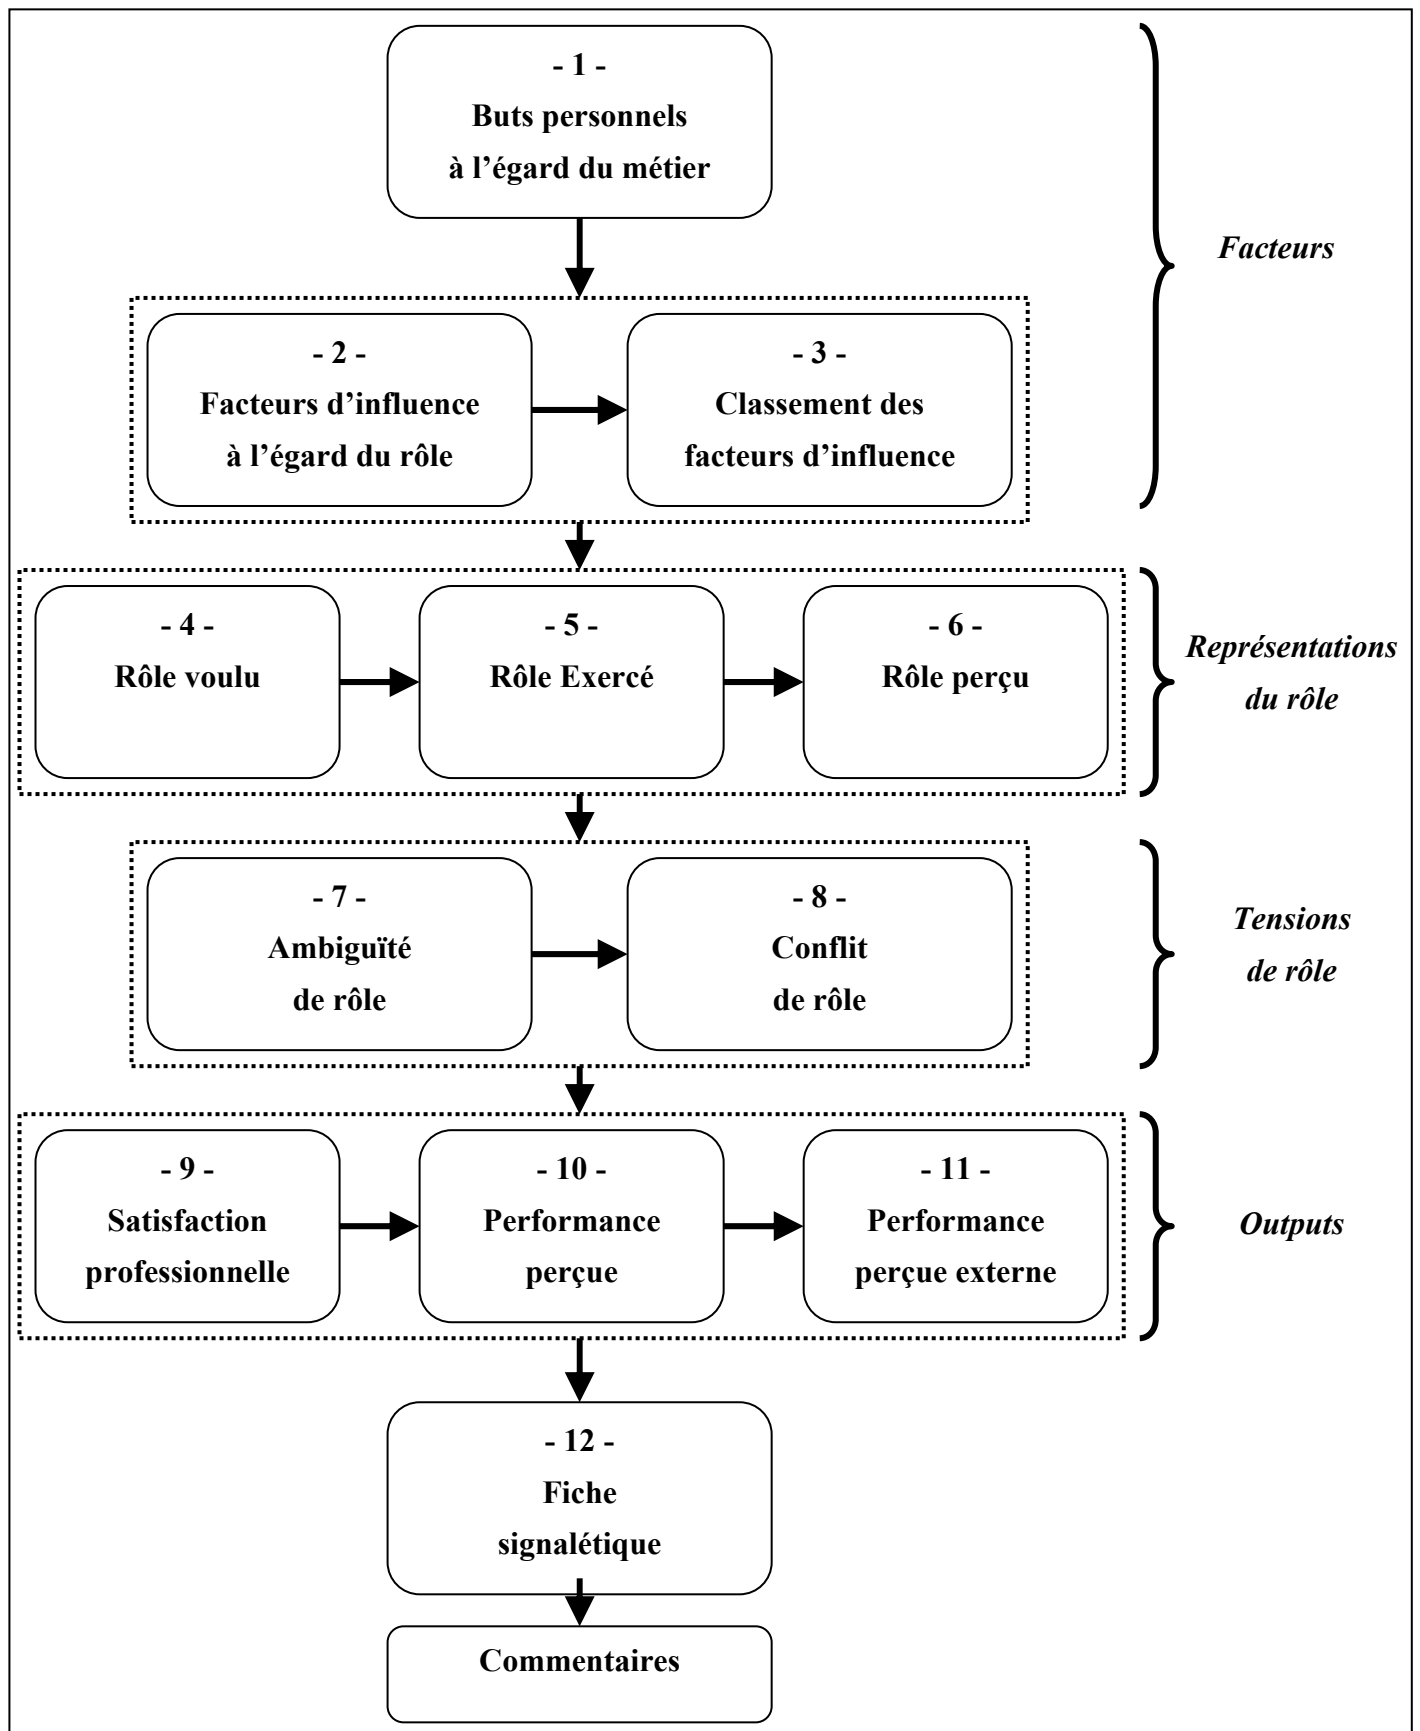 - 1 -
Buts personnels
à l’égard du métier
Facteurs
- 2 -
Facteurs d’influence
à l’égard du rôle
- 3 -
Classement des
facteurs d’influence
- 4 -
Rôle voulu
- 5 -
Rôle Exercé
- 6 -
Rôle perçu
Représentations
du rôle
- 7 -
Ambiguïté
de rôle
- 8 -
Conflit
de rôle
Tensions
de rôle
- 9 -
Satisfaction
professionnelle
- 10 -
Performance
perçue
- 11 -
Performance
perçue externe
Outputs
- 12 -
Fiche
signalétique
Commentaires